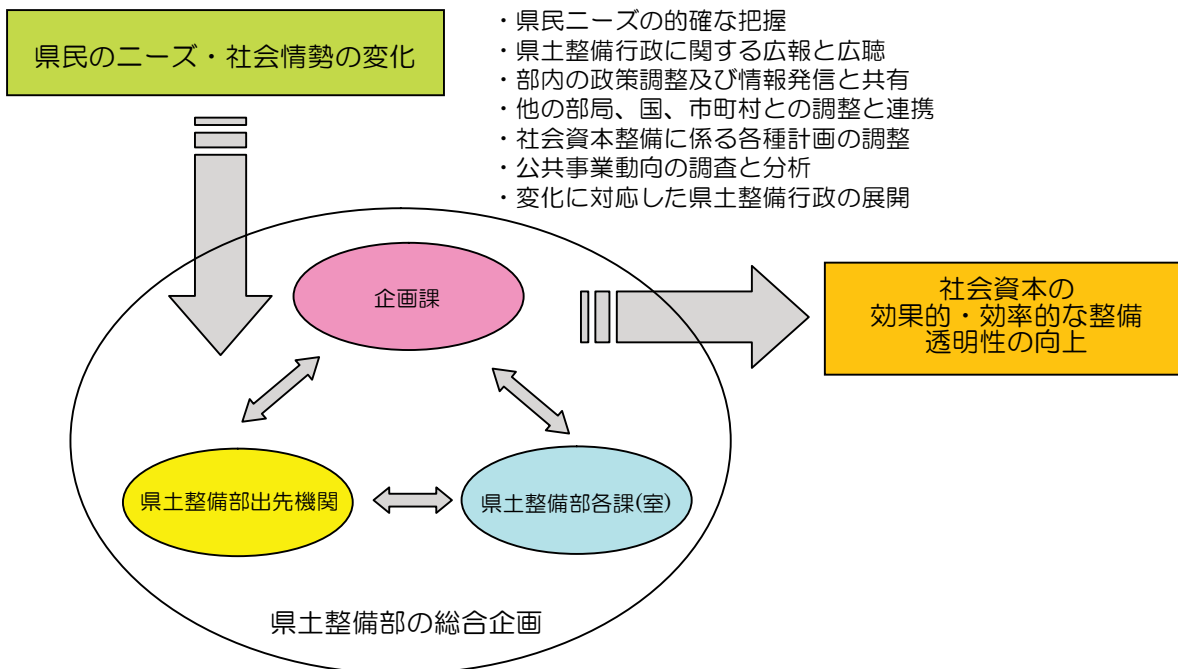 県民のニーズ・社会情勢の変化
・県民ニーズの的確な把握
・県土整備行政に関する広報と広聴
・部内の政策調整及び情報発信と共有
・他の部局、国、市町村との調整と連携
・社会資本整備に係る各種計画の調整
・公共事業動向の調査と分析
・変化に対応した県土整備行政の展開
企画課
社会資本の
効果的・効率的な整備
透明性の向上
県土整備部出先機関
県土整備部各課(室)
県土整備部の総合企画